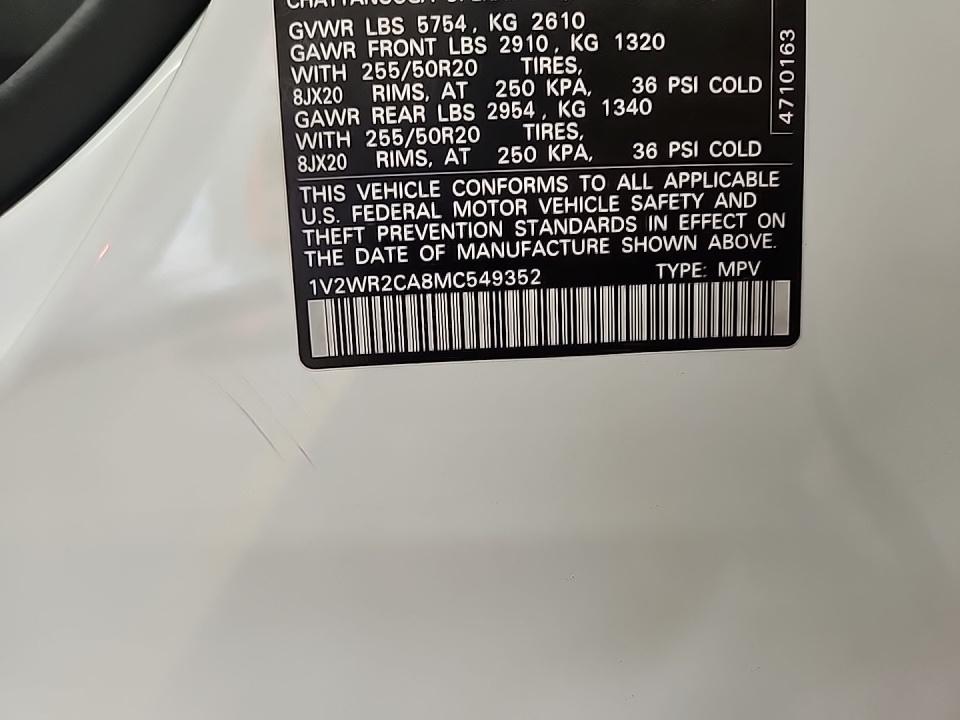 CHATTANOOGA
GVWR LBS 5754, KG 2610
GAWR FRONT LBS 2910, KG 1320
WITH 255/50R20 TIRES,
8JX20 RIMS, AT 250 KPA, 36 PSI COLD
GAWR REAR LBS 2954, KG 1340
WITH 255/50R20 TIRES,
8JX20 RIMS, AT 250 KPA, 36 PSI COLD
4710163
THIS VEHICLE CONFORMS TO ALL APPLICABLE
U.S. FEDERAL MOTOR VEHICLE SAFETY AND
THEFT PREVENTION STANDARDS IN EFFECT ON
THE DATE OF MANUFACTURE SHOWN ABOVE.
1V2WR2CA8MC549352 TYPE: MPV